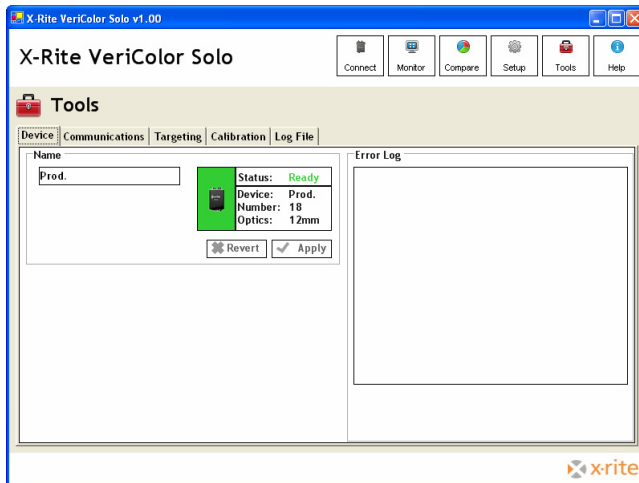 X-Rite VeriColor Solo v1.00
X-Rite VeriColor Solo
Connect Monitor Compare Setup Tools Help
Tools
Device Communications Targeting Calibration Log File
Name
Error Log
Prod.
Status: Ready
Device: Prod.
Number: 18
Optics: 12mm
Revert Apply
x-rite